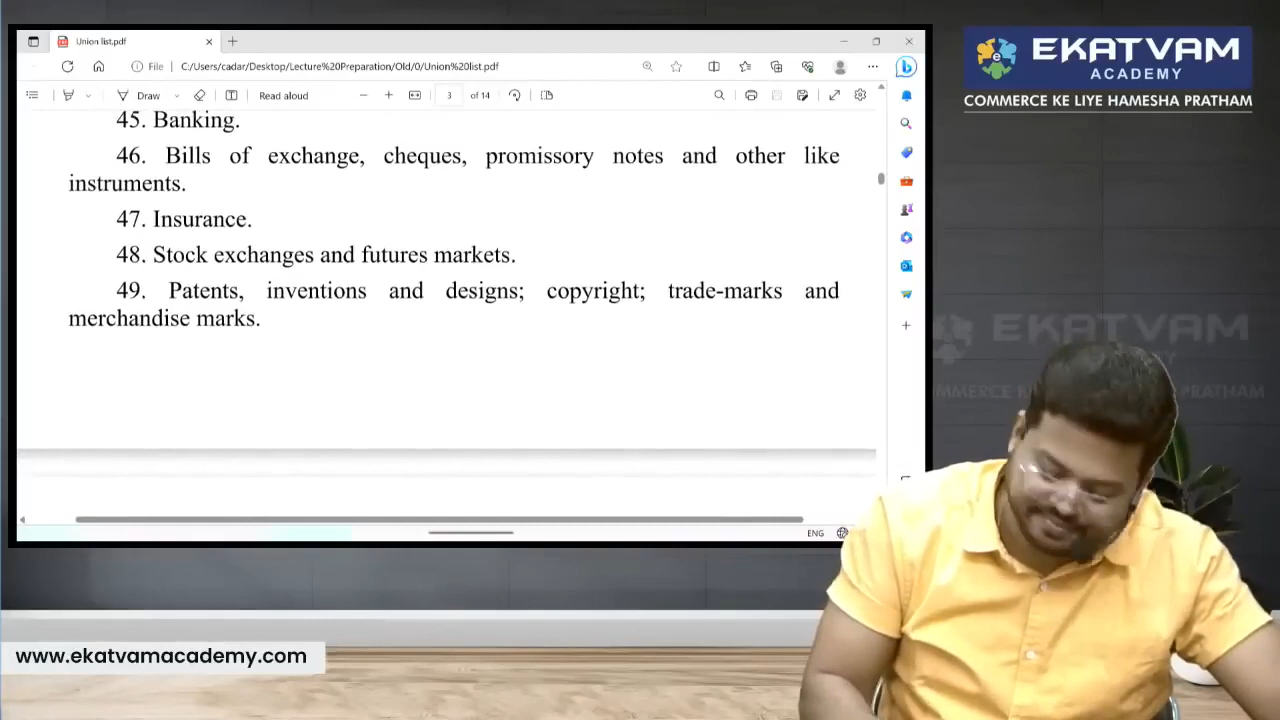 Union list.pdf
EKATVAM
ACADEMY
COMMERCE KE LIYE HAMESHA PRATHAM
File
C:/Users/cadar/Desktop/Lecture%20Preparation/Old/0/Union%20list.pdf
Draw
Read aloud
3
of 14
45. Banking.
46. Bills of exchange, cheques, promissory notes and other like
instruments.
47. Insurance.
48. Stock exchanges and futures markets.
49. Patents, inventions and designs; copyright; trade-marks and
merchandise marks.
EKATVAM
PRATHAM
ENG
www.ekatvamacademy.com